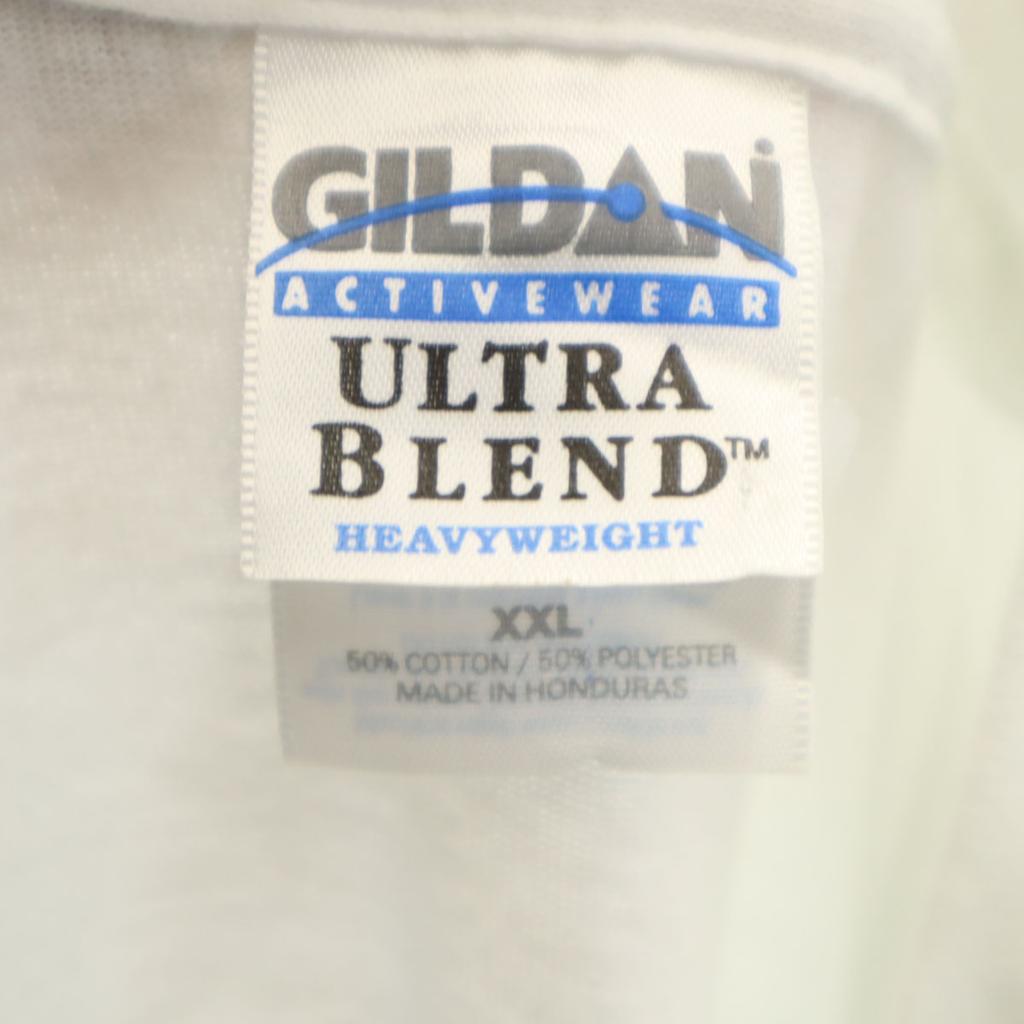 GILDAN
ACTIVEWEAR
ULTRA
BLEND™
HEAVYWEIGHT
XXL
50% COTTON / 50% POLYESTER
MADE IN HONDURAS